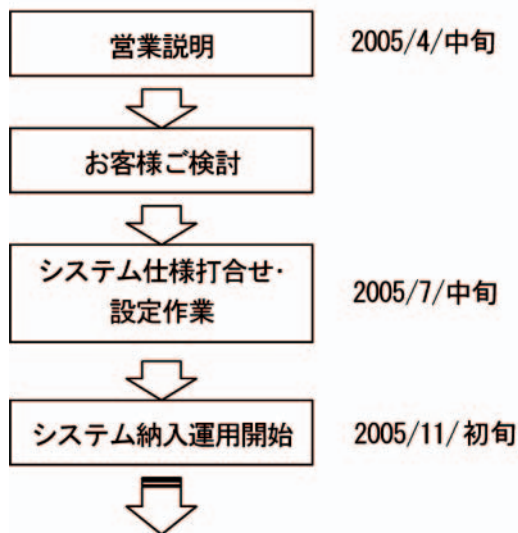 営業説明 2005/4/中旬
お客様ご検討
システム仕様打合せ・
設定作業
2005/7/中旬
システム納入運用開始 2005/11/初旬